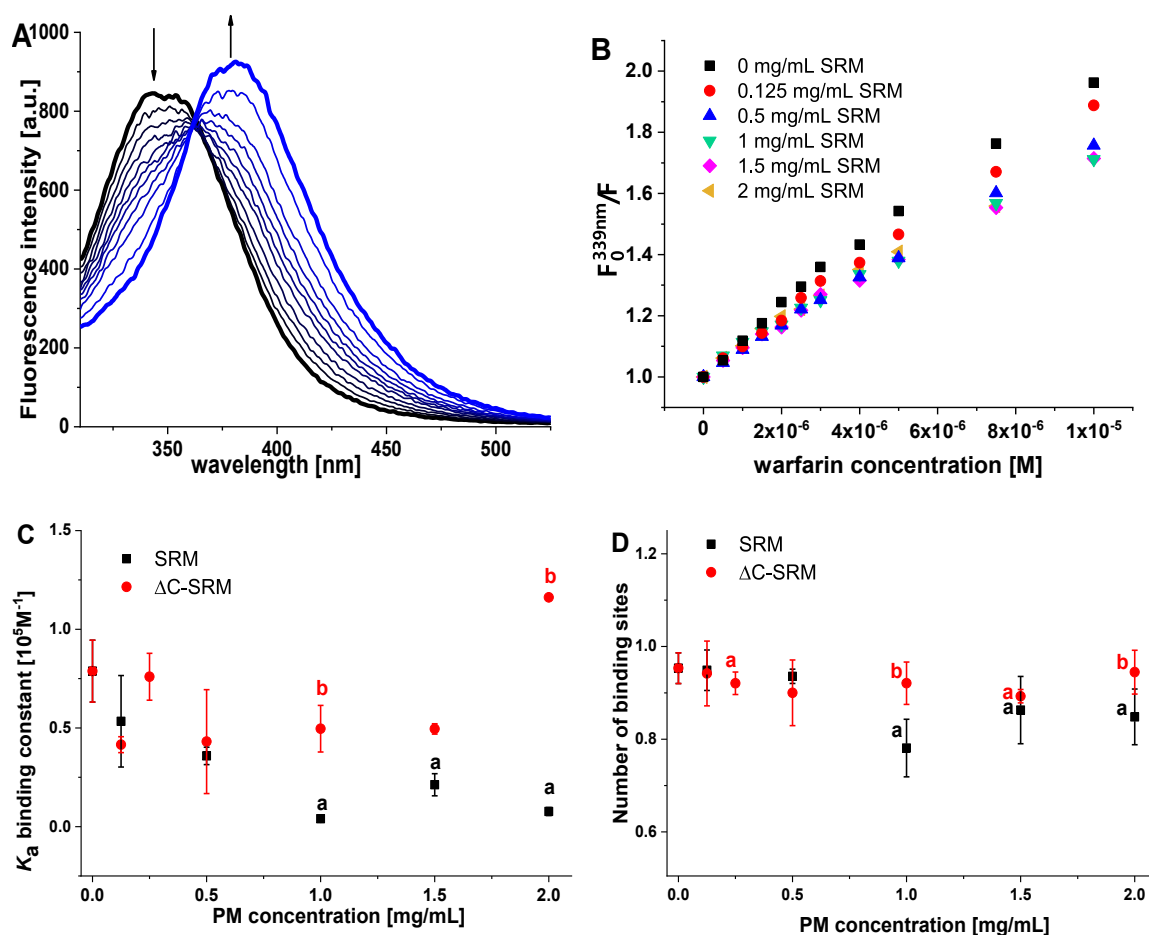 A
Fluorescence intensity [a.u.]
1000
800
600
400
200
0
350
400
450
500
wavelength [nm]
B
0 mg/mL SRM
0.125 mg/mL SRM
0.5 mg/mL SRM
1 mg/mL SRM
1.5 mg/mL SRM
2 mg/mL SRM
F₀³³⁹ⁿᵐ/F
2.0
1.8
1.6
1.4
1.2
1.0
0
2x10⁻⁶
4x10⁻⁶
6x10⁻⁶
8x10⁻⁶
1x10⁻⁵
warfarin concentration [M]
C
SRM
ΔC-SRM
Kₐ binding constant [10⁵M⁻¹]
1.5
1.0
0.5
0.0
b
b
a
a
a
0.0
0.5
1.0
1.5
2.0
PM concentration [mg/mL]
D
SRM
ΔC-SRM
Number of binding sites
1.2
1.0
0.8
0.6
a
b
a
b
a
a
a
0.0
0.5
1.0
1.5
2.0
PM concentration [mg/mL]